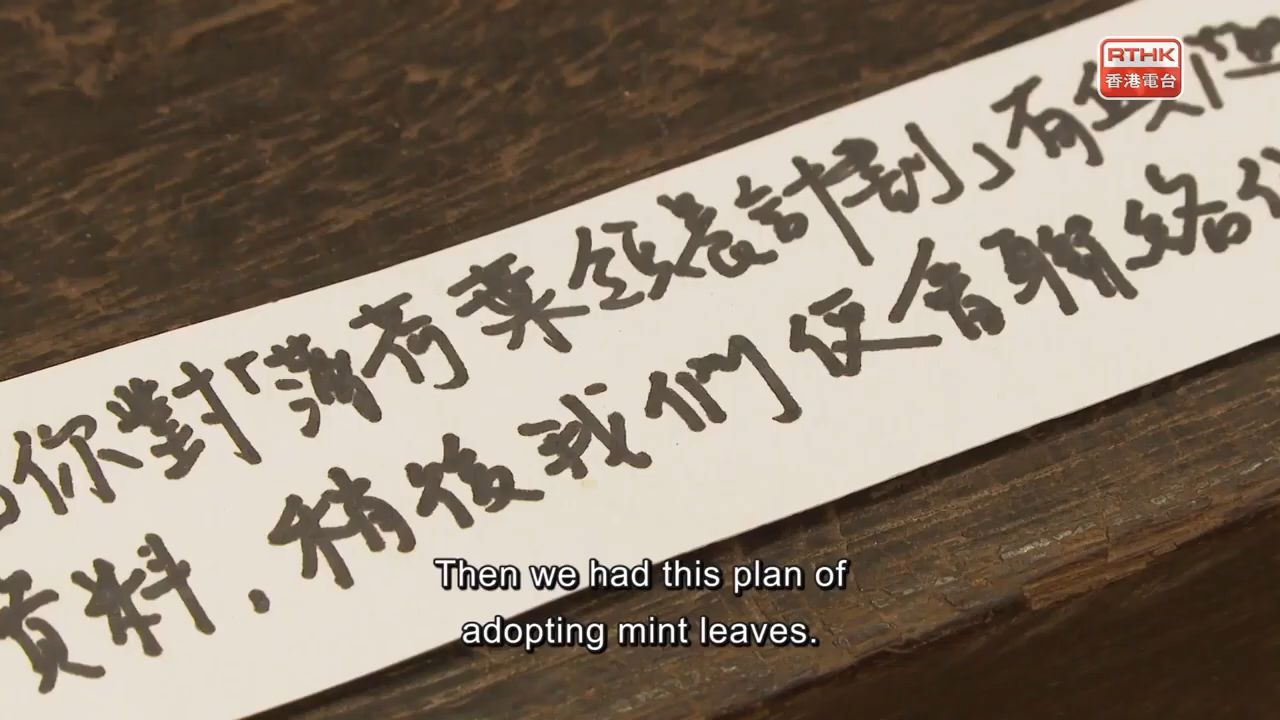 RTHK
香港電台
你對「薄荷葉領養計劃」有興
資料，稍後我們便會聯絡你
Then we had this plan of
adopting mint leaves.